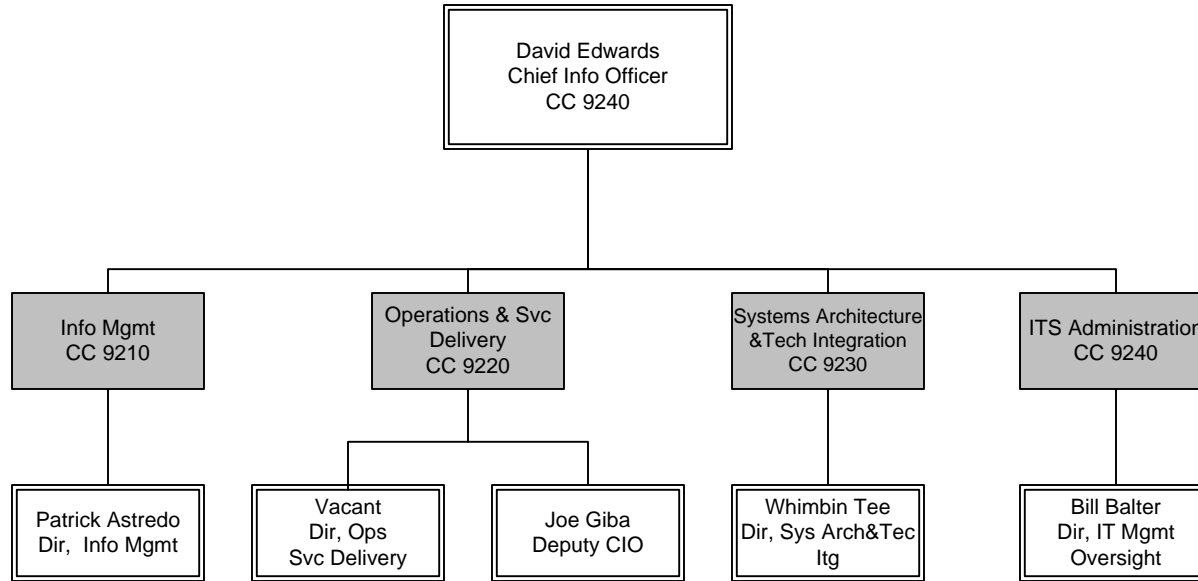 David Edwards
Chief Info Officer
CC 9240
Info Mgmt
CC 9210
Operations & Svc
Delivery
CC 9220
Systems Architecture
&Tech Integration
CC 9230
ITS Administration
CC 9240
Patrick Astredo
Dir,  Info Mgmt
Vacant
Dir, Ops
Svc Delivery
Joe Giba
Deputy CIO
Whimbin Tee
Dir, Sys Arch&Tec
Itg
Bill Balter
Dir, IT Mgmt
Oversight